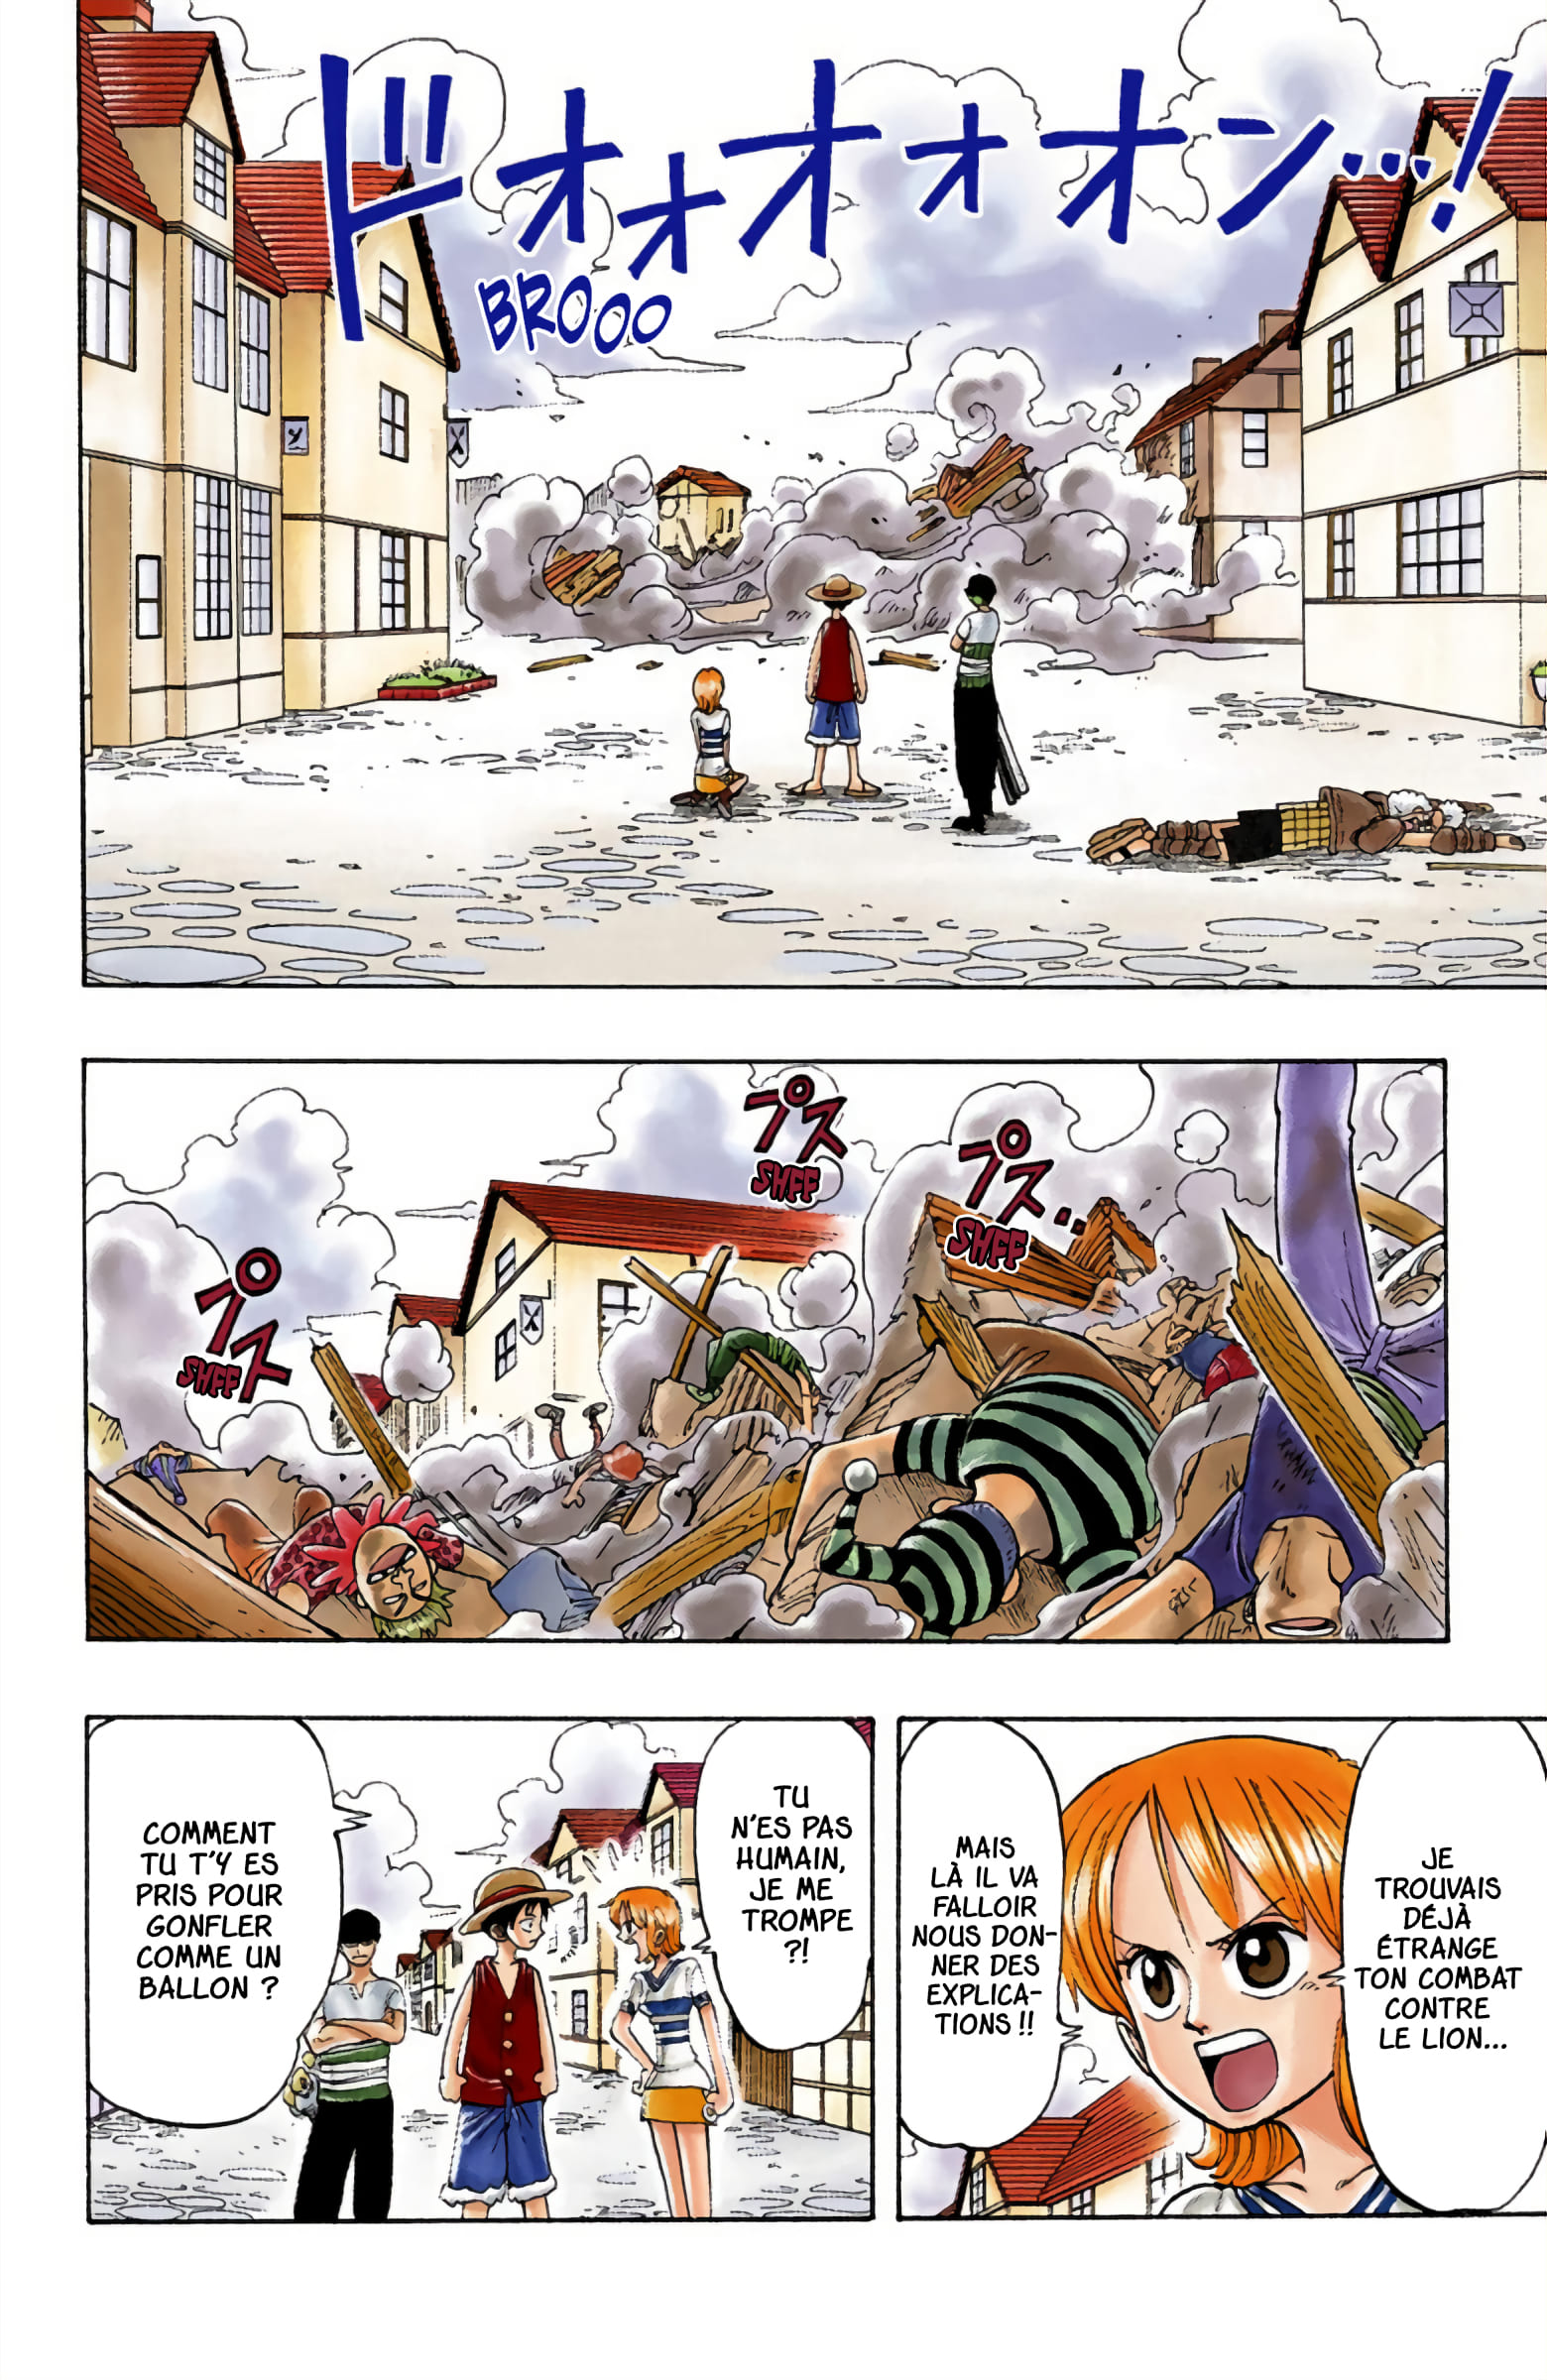 ドオォオォオン…!
BROOO
プス
SHFF
プス…
SHFF
プス
SHFF
JE
TROUVAIS
DÉJÀ
ÉTRANGE
TON COMBAT
CONTRE
LE LION...
MAIS
LÀ IL VA
FALLOIR
NOUS DON-
NER DES
EXPLICA-
TIONS !!
TU
N'ES PAS
HUMAIN,
JE ME
TROMPE
?!
COMMENT
TU T'Y ES
PRIS POUR
GONFLER
COMME UN
BALLON ?